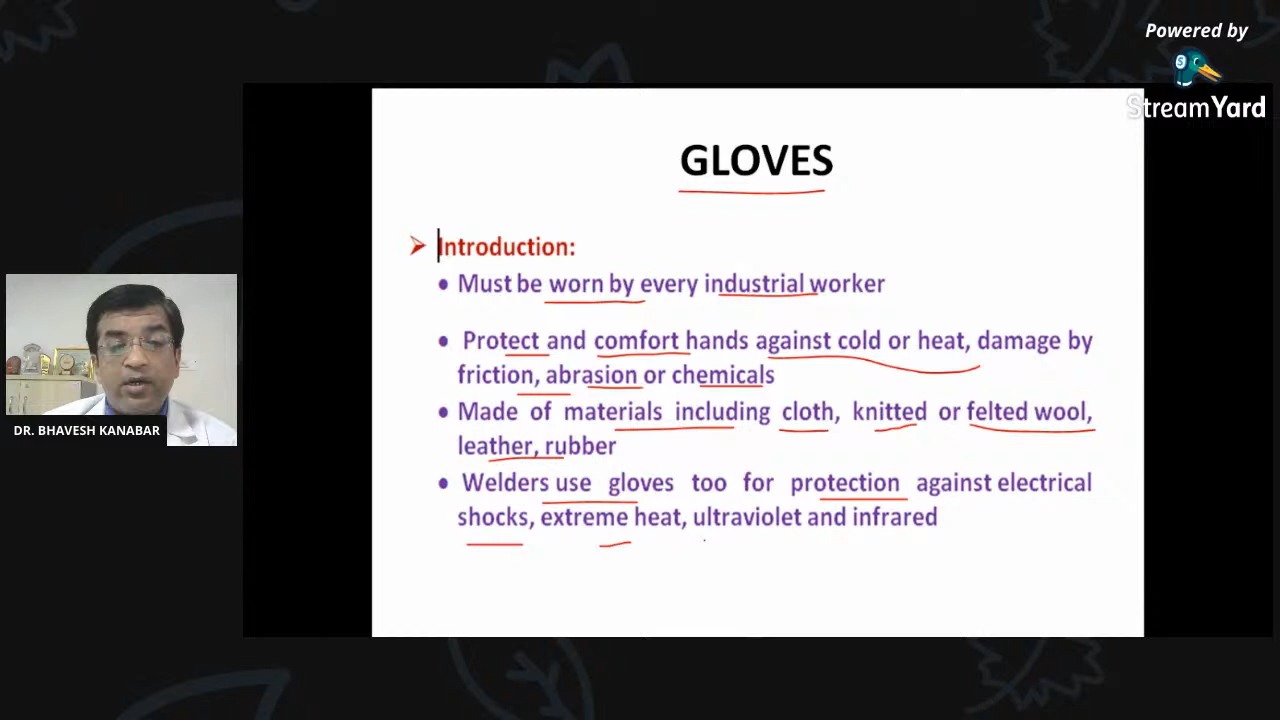 Powered by
StreamYard
GLOVES
Introduction:
• Must be worn by every industrial worker
• Protect and comfort hands against cold or heat, damage by
friction, abrasion or chemicals
• Made of materials including cloth, knitted or felted wool,
leather, rubber
• Welders use gloves too for protection against electrical
shocks, extreme heat, ultraviolet and infrared
DR. BHAVESH KANABAR